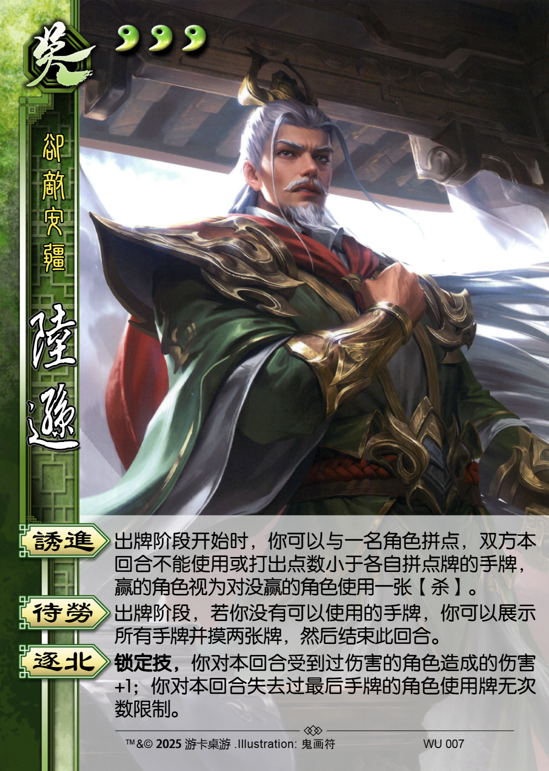 吴
卻敵安疆
陸遜
誘進
出牌阶段开始时，你可以与一名角色拼点，双方本
回合不能使用或打出点数小于各自拼点牌的手牌，
赢的角色视为对没赢的角色使用一张【杀】。
待勞
出牌阶段，若你没有可以使用的手牌，你可以展示
所有手牌并摸两张牌，然后结束此回合。
逐北
锁定技，你对本回合受到过伤害的角色造成的伤害
+1；你对本回合失去过最后手牌的角色使用牌无次
数限制。
™&© 2025 游卡桌游 .Illustration: 鬼画符
WU 007